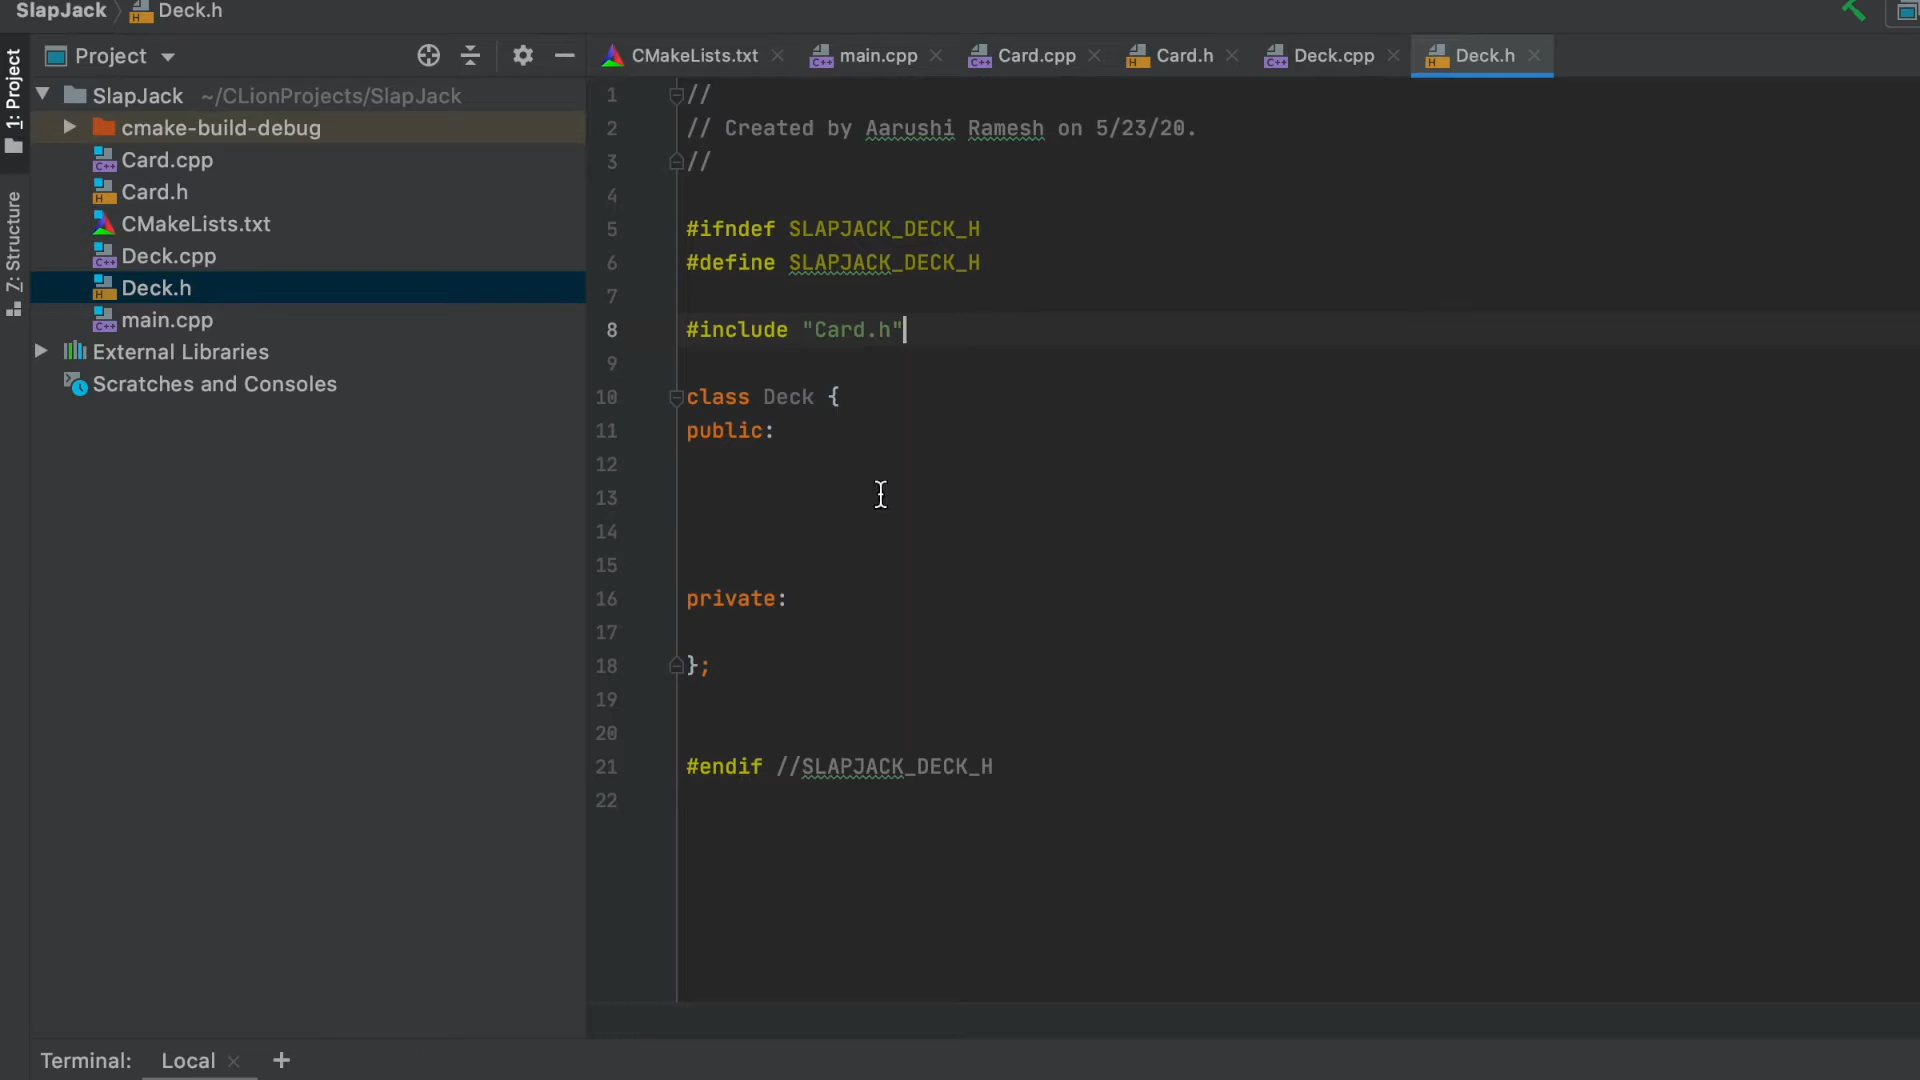 SlapJack Deck.h
Project
CMakeLists.txt main.cpp Card.cpp Card.h Deck.cpp Deck.h
1: Project
Z: Structure
SlapJack ~/CLionProjects/SlapJack
cmake-build-debug
Card.cpp
Card.h
CMakeLists.txt
Deck.cpp
Deck.h
main.cpp
External Libraries
Scratches and Consoles
1 //
2 // Created by Aarushi Ramesh on 5/23/20.
3 //
4
5 #ifndef SLAPJACK_DECK_H
6 #define SLAPJACK_DECK_H
7
8 #include "Card.h"
9
10 class Deck {
11 public:
12
13
14
15
16 private:
17
18 };
19
20
21 #endif //SLAPJACK_DECK_H
22
Terminal: Local +